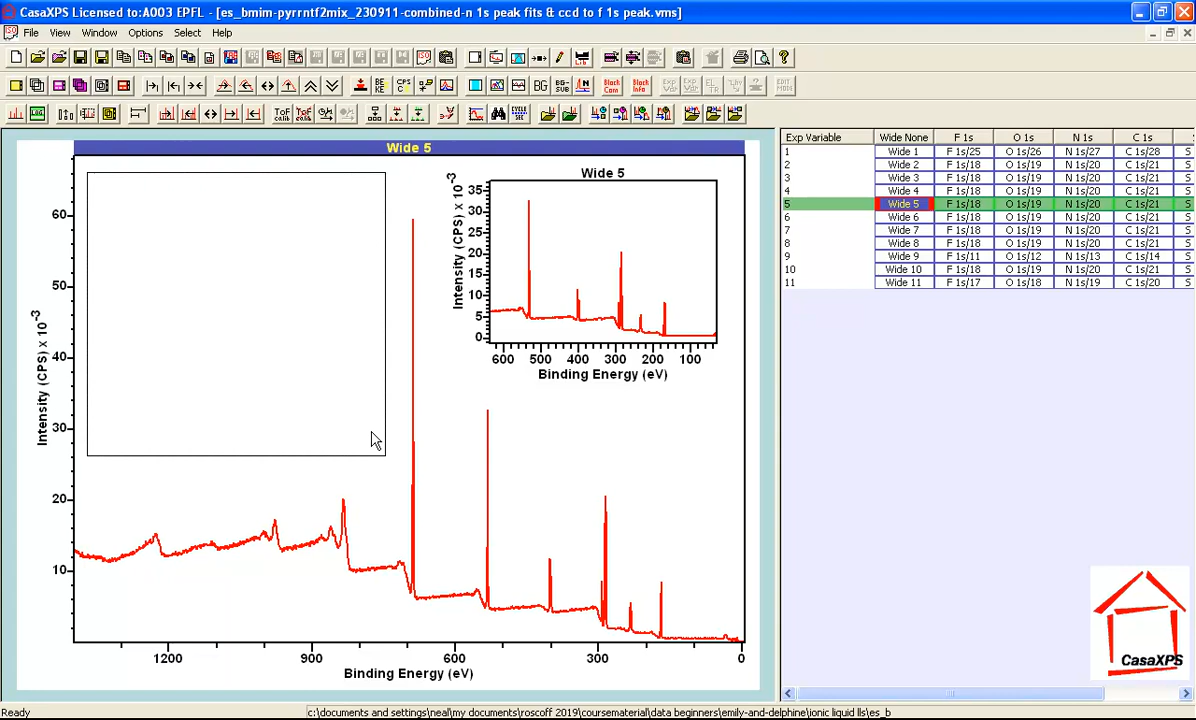 CasaXPS Licensed to:A003 EPFL - [es_bmim-pyrrntf2mix_230911-combined-n 1s peak fits & ccd to f 1s peak.vms]
File View Window Options Select Help
Wide 5
Intensity (CPS) x 10⁻³
60
50
40
30
20
10
1200 900 600 300 0
Binding Energy (eV)
Wide 5
Intensity (CPS) x 10⁻³
35
30
25
20
15
10
5
0
600 500 400 300 200 100
Binding Energy (eV)
Exp Variable Wide None F 1s O 1s N 1s C 1s S
1 Wide 1 F 1s/25 O 1s/26 N 1s/27 C 1s/28 S
2 Wide 2 F 1s/18 O 1s/19 N 1s/20 C 1s/21 S
3 Wide 3 F 1s/18 O 1s/19 N 1s/20 C 1s/21 S
4 Wide 4 F 1s/18 O 1s/19 N 1s/20 C 1s/21 S
5 Wide 5 F 1s/18 O 1s/19 N 1s/20 C 1s/21 S
6 Wide 6 F 1s/18 O 1s/19 N 1s/20 C 1s/21 S
7 Wide 7 F 1s/18 O 1s/19 N 1s/20 C 1s/21 S
8 Wide 8 F 1s/18 O 1s/19 N 1s/20 C 1s/21 S
9 Wide 9 F 1s/11 O 1s/12 N 1s/13 C 1s/14 S
10 Wide 10 F 1s/18 O 1s/19 N 1s/20 C 1s/21 S
11 Wide 11 F 1s/17 O 1s/18 N 1s/19 C 1s/20 S
CasaXPS
Ready
c:\documents and settings\neal\my documents\roscoff 2019\coursematerial\data beginners\emily-and-delphine\ionic liquid lls\es_b